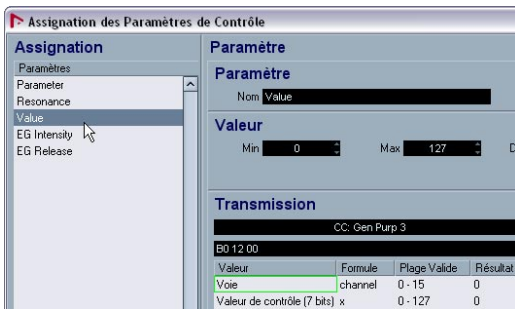 Assignation des Paramètres de Contrôle
Assignation
Paramètres
Parameter
Resonance
Value
EG Intensity
EG Release
Paramètre
Paramètre
Nom Value
Valeur
Min 0 Max 127 D
Transmission
CC: Gen Purp 3
B0 12 00
Valeur Formule Plage Valide Résultat
Voie channel 0 - 15 0
Valeur de contrôle (7 bits) x 0 - 127 0